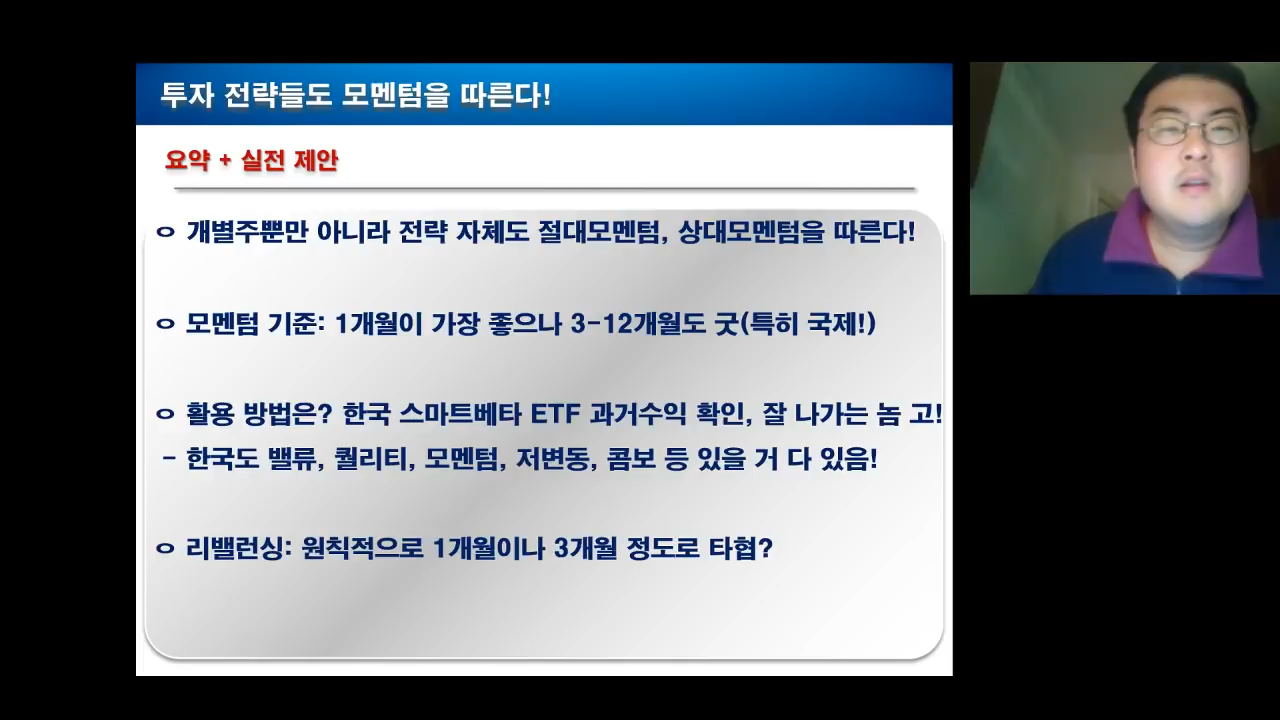 투자 전략들도 모멘텀을 따른다!
요약 + 실전 제안
ㅇ 개별주뿐만 아니라 전략 자체도 절대모멘텀, 상대모멘텀을 따른다!
ㅇ 모멘텀 기준: 1개월이 가장 좋으나 3-12개월도 굿(특히 국제!)
ㅇ 활용 방법은? 한국 스마트베타 ETF 과거수익 확인, 잘 나가는 놈 고!
- 한국도 밸류, 퀄리티, 모멘텀, 저변동, 콤보 등 있을 거 다 있음!
ㅇ 리밸런싱: 원칙적으로 1개월이나 3개월 정도로 타협?